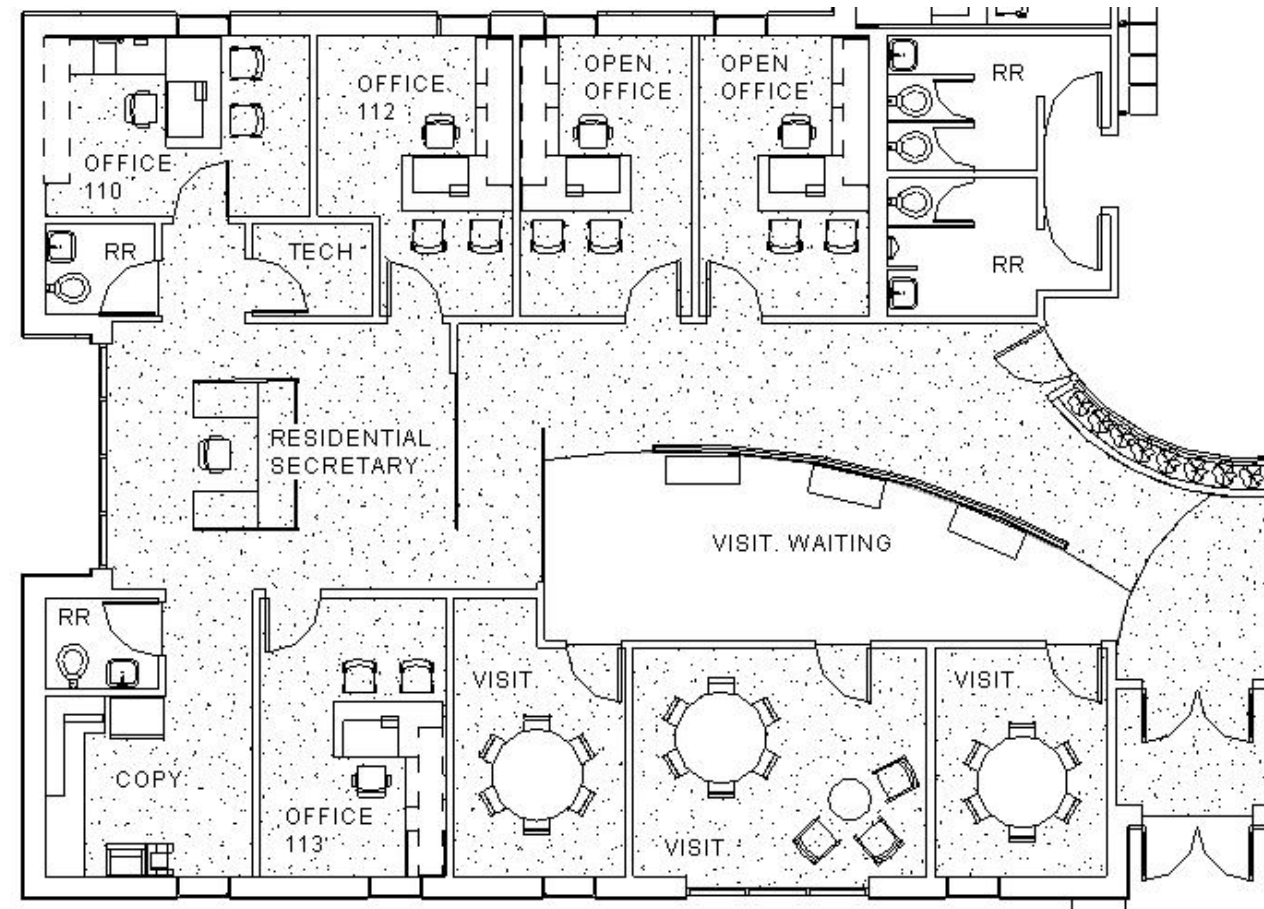 OFFICE
110
OFFICE
112
OPEN
OFFICE
OPEN
OFFICE
RR
RR
TECH
RR
RESIDENTIAL
SECRETARY
VISIT. WAITING
RR
COPY
OFFICE
113
VISIT
VISIT
VISIT